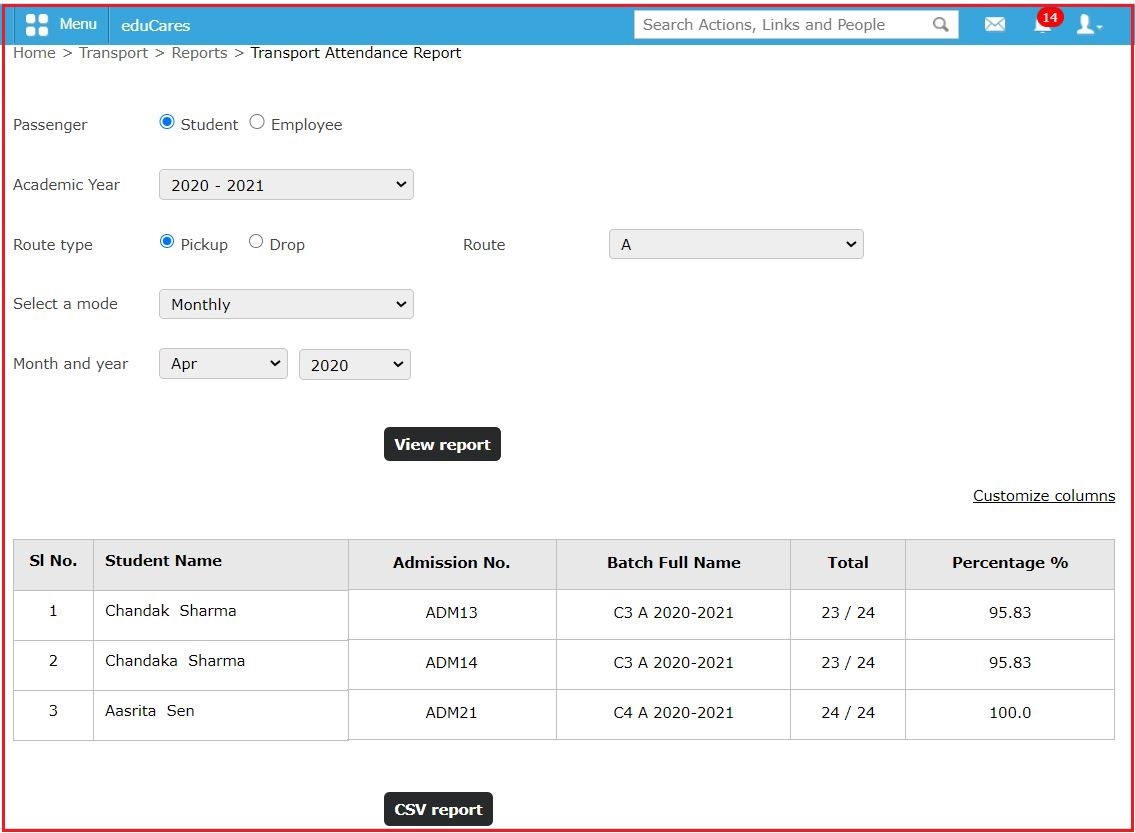 Menu eduCares Search Actions, Links and People 14
Home > Transport > Reports > Transport Attendance Report
Passenger Student Employee
Academic Year 2020 - 2021
Route type Pickup Drop Route A
Select a mode Monthly
Month and year Apr 2020
View report
Customize columns
Sl No. Student Name Admission No. Batch Full Name Total Percentage %
1 Chandak Sharma ADM13 C3 A 2020-2021 23 / 24 95.83
2 Chandaka Sharma ADM14 C3 A 2020-2021 23 / 24 95.83
3 Aasrita Sen ADM21 C4 A 2020-2021 24 / 24 100.0
CSV report